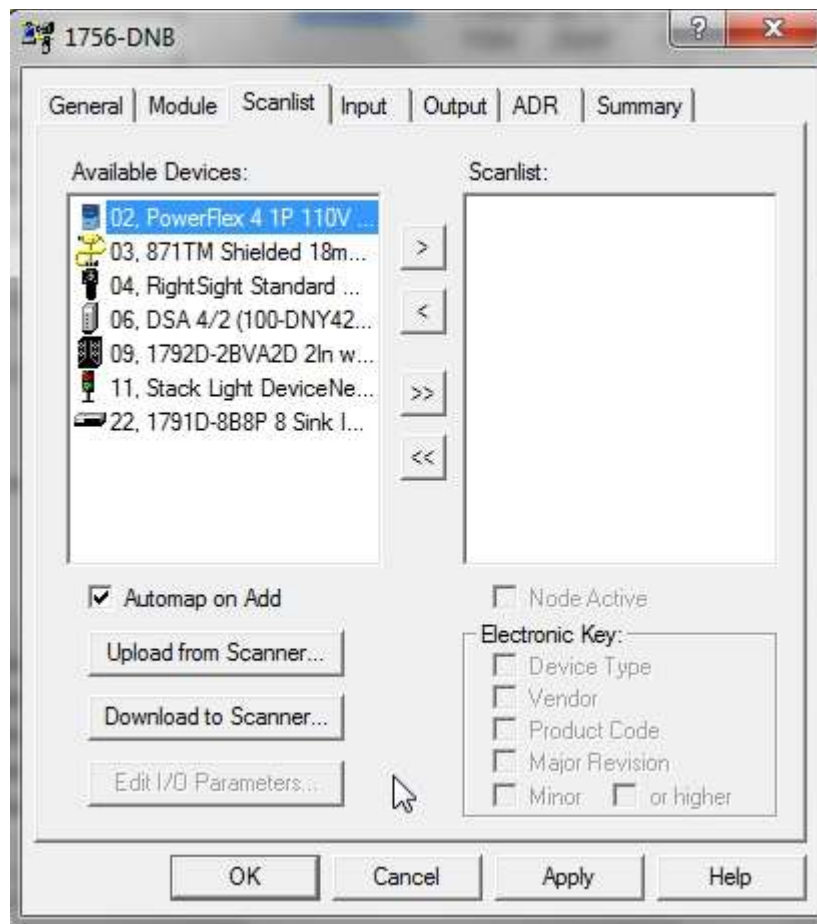 1756-DNB
General Module Scanlist Input Output ADR Summary
Available Devices: Scanlist:
02, PowerFlex 4 1P 110V ...
03, 871TM Shielded 18m...
04, RightSight Standard ...
06, DSA 4/2 (100-DNY42...
09, 1792D-2BVA2D 2In w...
11, Stack Light DeviceNe...
22, 1791D-8B8P 8 Sink I...
>
<
>>
<<
Automap on Add
Upload from Scanner...
Download to Scanner...
Edit I/O Parameters...
Node Active
Electronic Key:
Device Type
Vendor
Product Code
Major Revision
Minor or higher
OK Cancel Apply Help